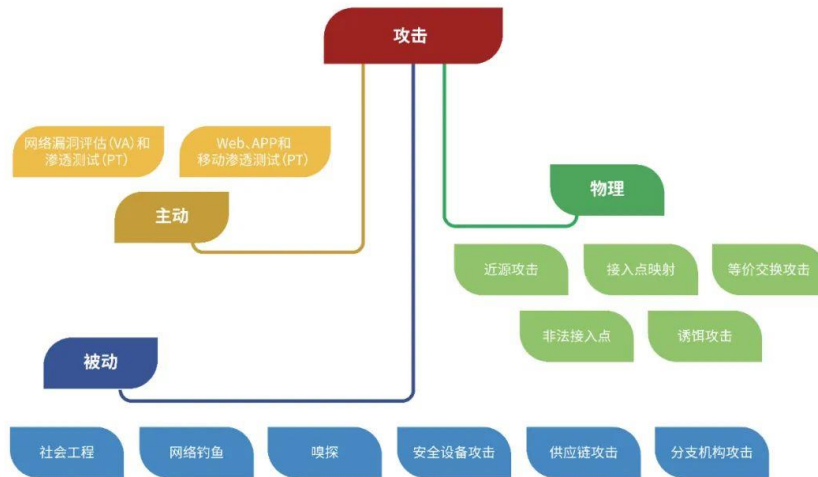 攻击
网络漏洞评估(VA)和
渗透测试(PT)
Web、APP和
移动渗透测试(PT)
主动
物理
近源攻击
接入点映射
等价交换攻击
非法接入点
诱饵攻击
被动
社会工程
网络钓鱼
嗅探
安全设备攻击
供应链攻击
分支机构攻击